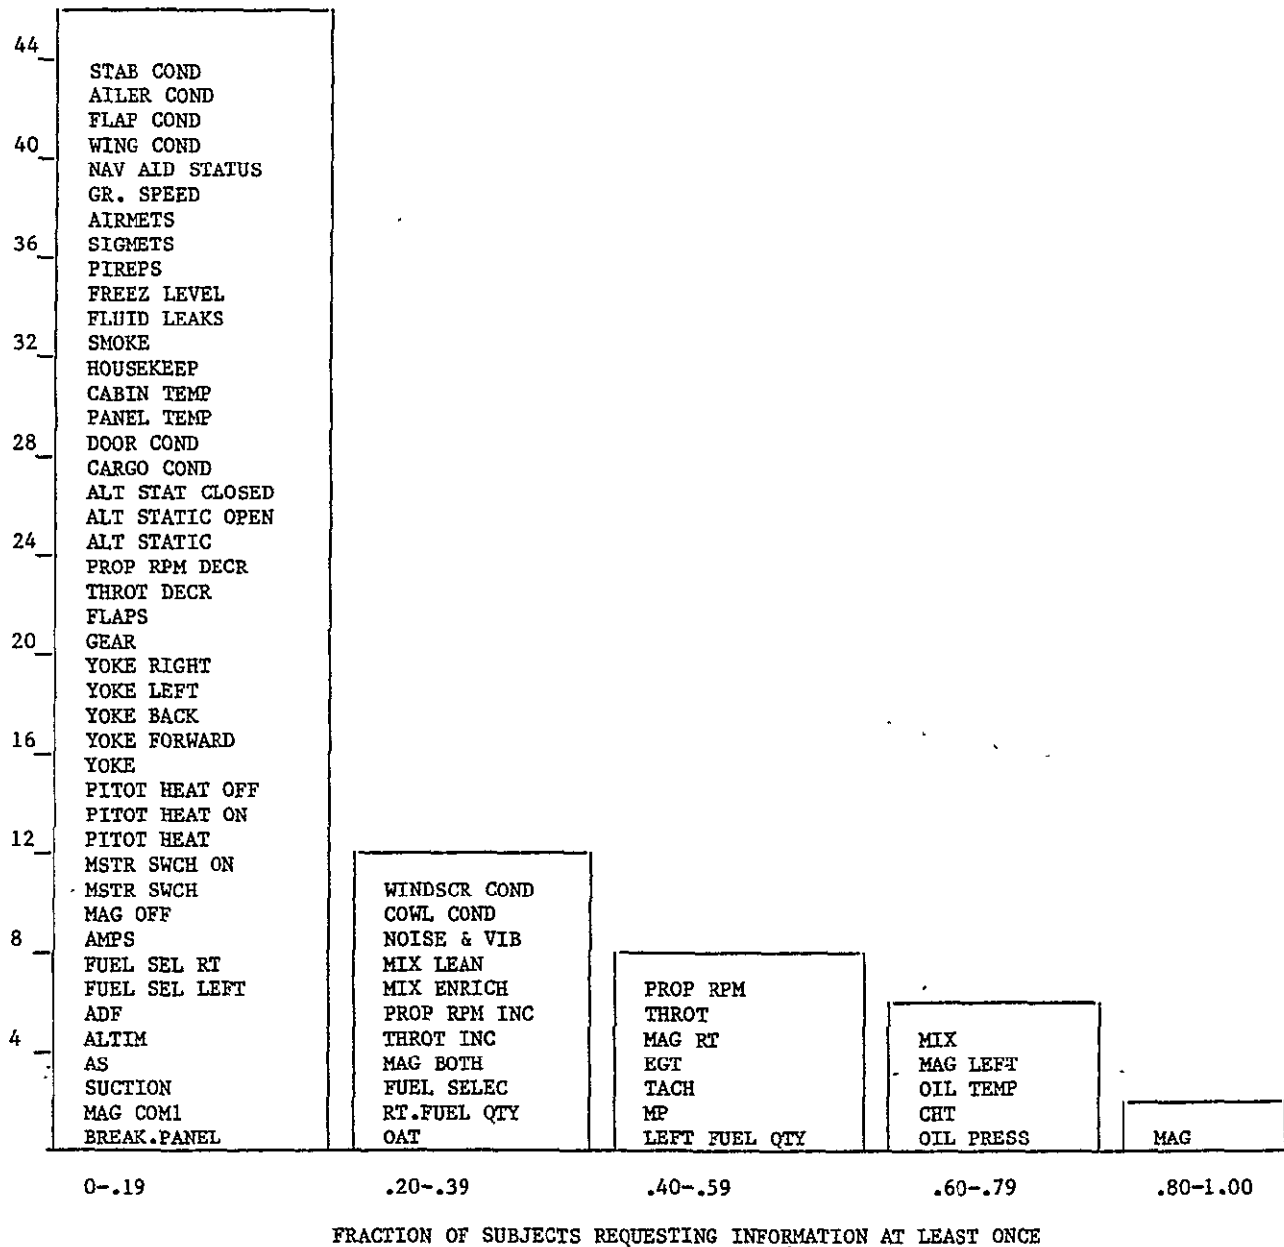 44
STAB COND
AILER COND
FLAP COND
40
WING COND
NAV AID STATUS
GR. SPEED
AIRMETS
36
SIGMETS
PIREPS
FREEZ LEVEL
FLUID LEAKS
32
SMOKE
HOUSEKEEP
CABIN TEMP
PANEL TEMP
28
DOOR COND
CARGO COND
ALT STAT CLOSED
ALT STATIC OPEN
24
ALT STATIC
PROP RPM DECR
THROT DECR
FLAPS
20
GEAR
YOKE RIGHT
YOKE LEFT
YOKE BACK
16
YOKE FORWARD
YOKE
PITOT HEAT OFF
PITOT HEAT ON
12
PITOT HEAT
MSTR SWCH ON
MSTR SWCH
MAG OFF
8
AMPS
FUEL SEL RT
FUEL SEL LEFT
ADF
4
ALTIM
AS
SUCTION
MAG COM1
BREAK.PANEL
WINDSCR COND
COWL COND
NOISE & VIB
MIX LEAN
MIX ENRICH
PROP RPM INC
THROT INC
MAG BOTH
FUEL SELEC
RT.FUEL QTY
OAT
PROP RPM
THROT
MAG RT
EGT
TACH
MP
LEFT FUEL QTY
MIX
MAG LEFT
OIL TEMP
CHT
OIL PRESS
MAG
0-.19 .20-.39 .40-.59 .60-.79 .80-1.00
FRACTION OF SUBJECTS REQUESTING INFORMATION AT LEAST ONCE